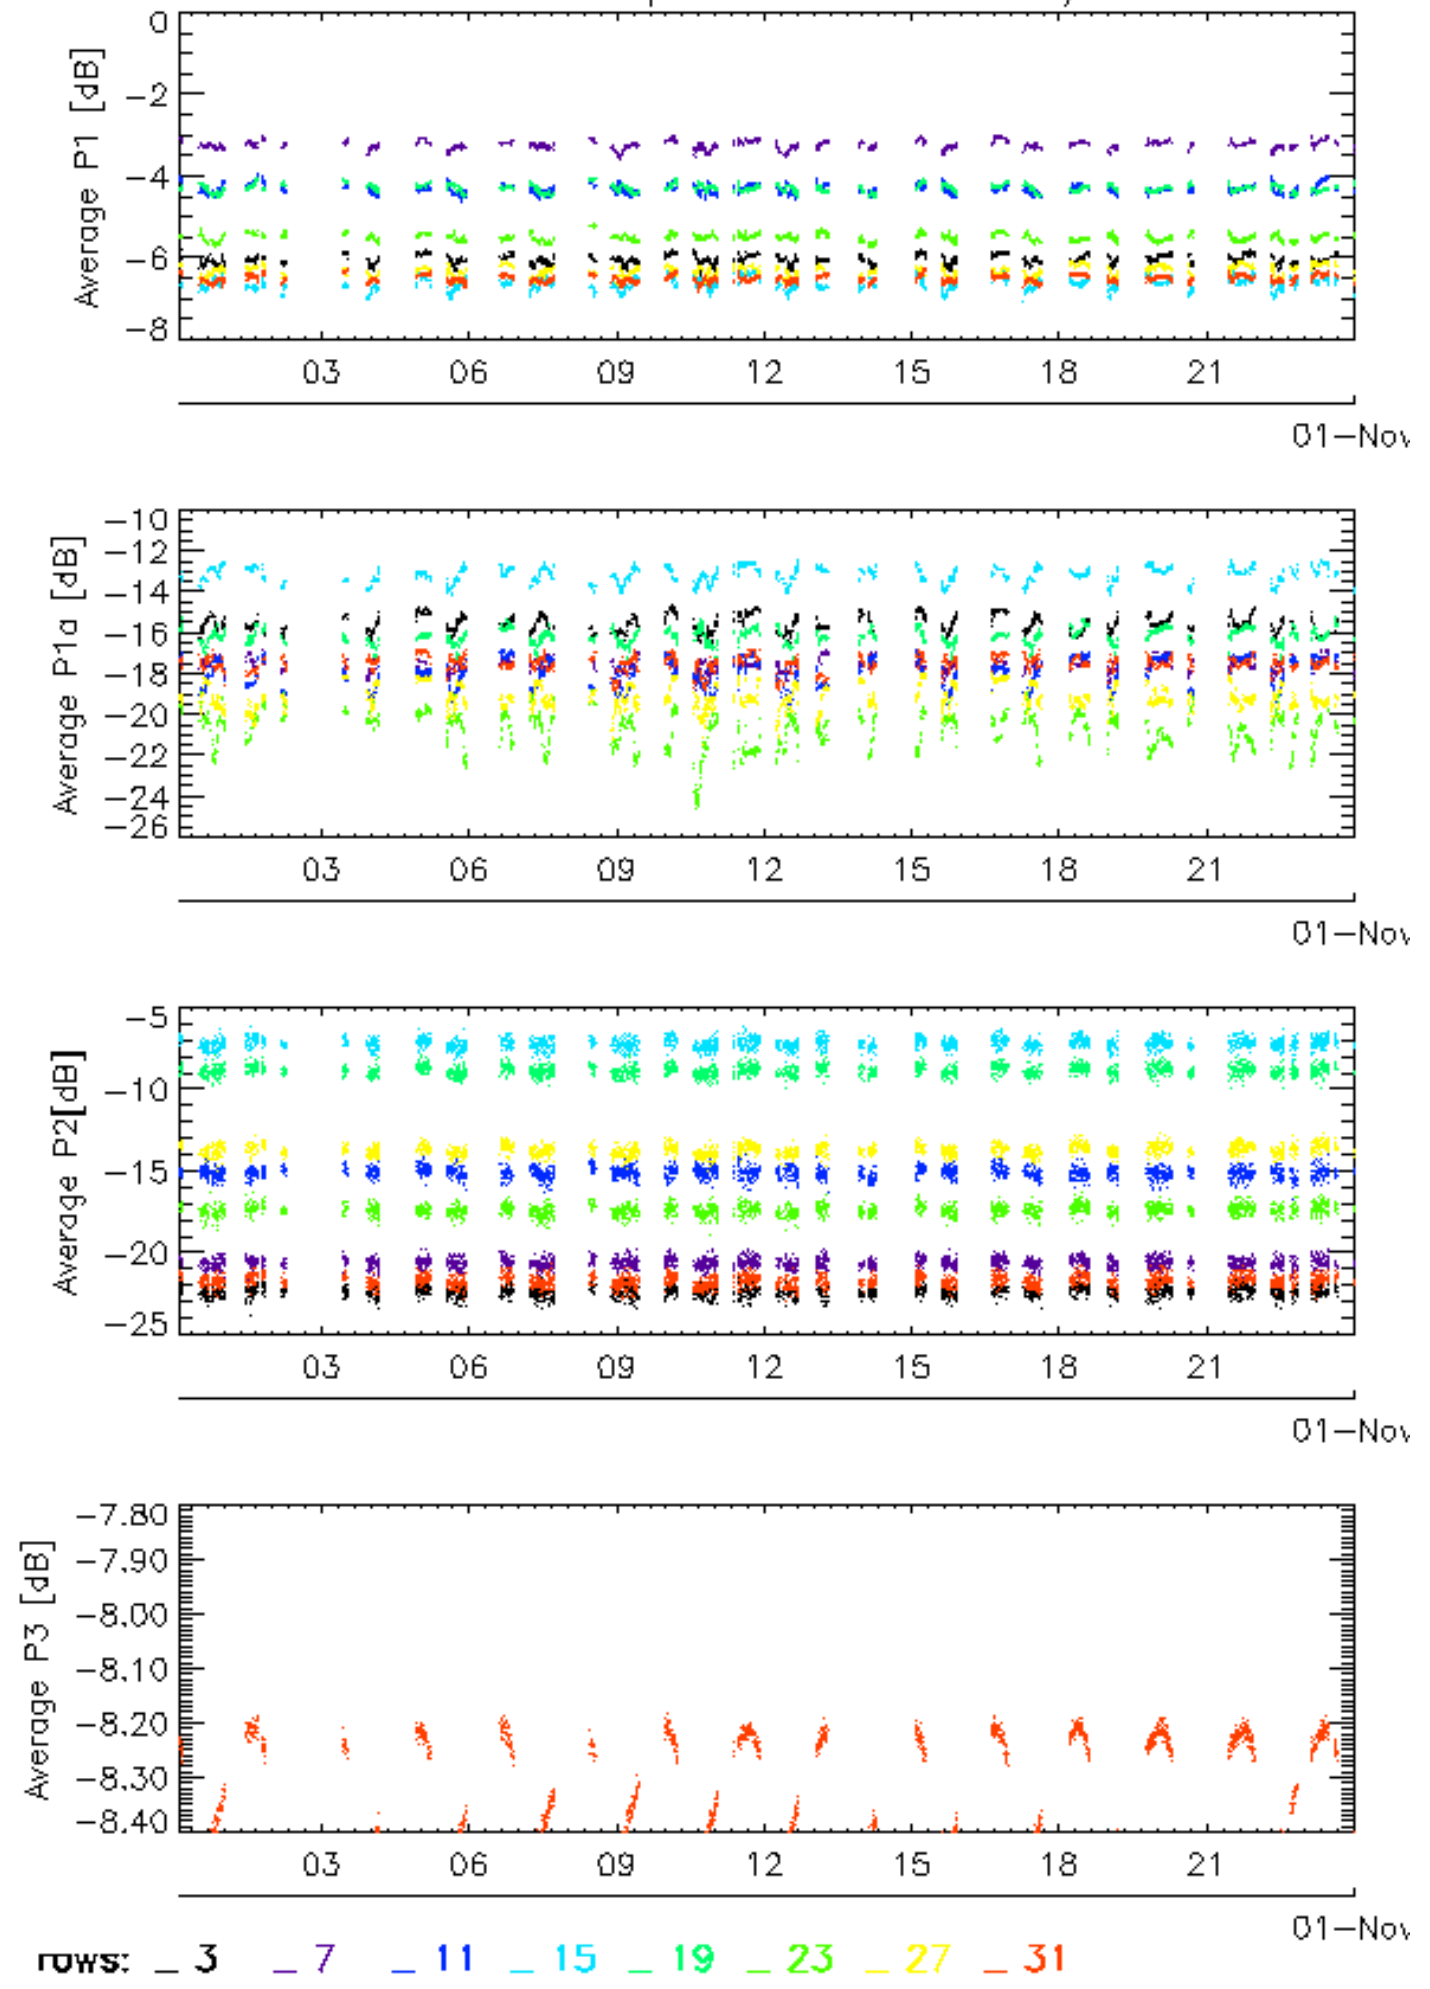 0
-2
-4
-6
-8
Average P1 [dB]
03 06 09 12 15 18 21
01-Nov
-10
-12
-14
-16
-18
-20
-22
-24
-26
Average P1a [dB]
03 06 09 12 15 18 21
01-Nov
-5
-10
-15
-20
-25
Average P2[dB]
03 06 09 12 15 18 21
01-Nov
-7.80
-7.90
-8.00
-8.10
-8.20
-8.30
-8.40
Average P3 [dB]
03 06 09 12 15 18 21
01-Nov
rows: _ 3 _ 7 _ 11 _ 15 _ 19 _ 23 _ 27 _ 31